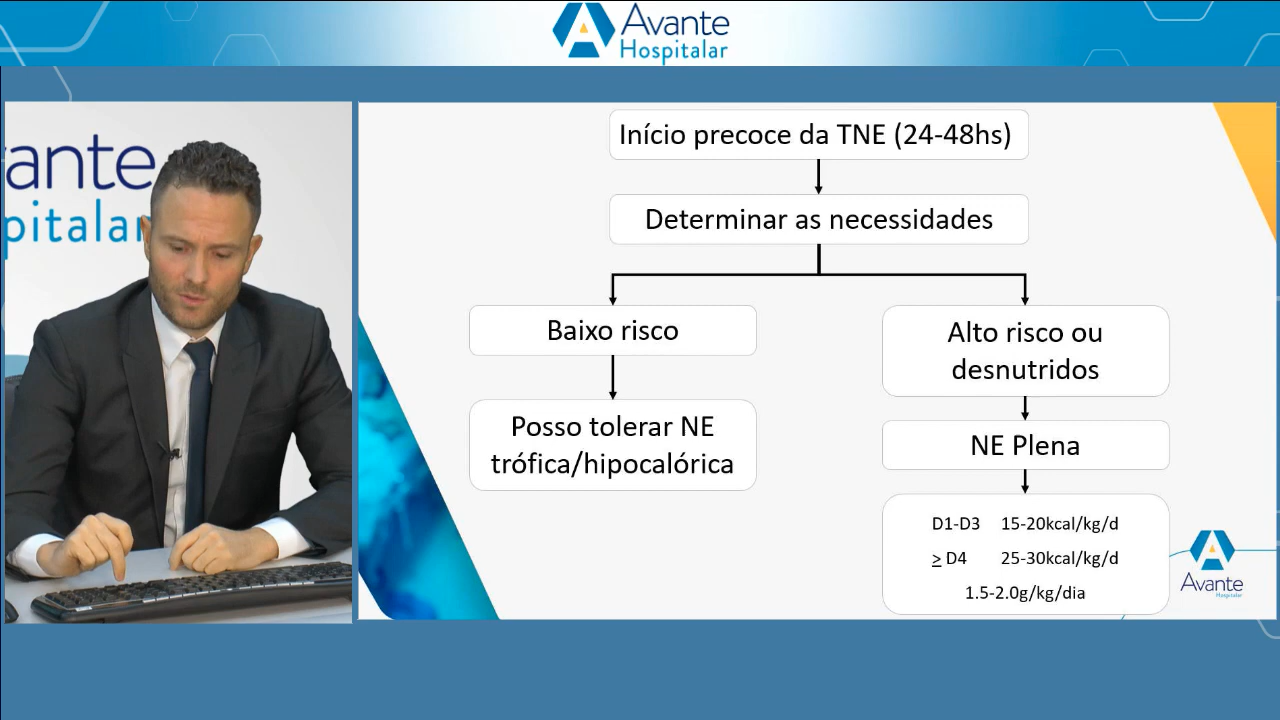 Avante
Hospitalar
ante
pitalar
Início precoce da TNE (24-48hs)
Determinar as necessidades
Baixo risco
Posso tolerar NE
trófica/hipocalórica
Alto risco ou
desnutridos
NE Plena
D1-D3 15-20kcal/kg/d
≥ D4 25-30kcal/kg/d
1.5-2.0g/kg/dia
Avante
Hospitalar